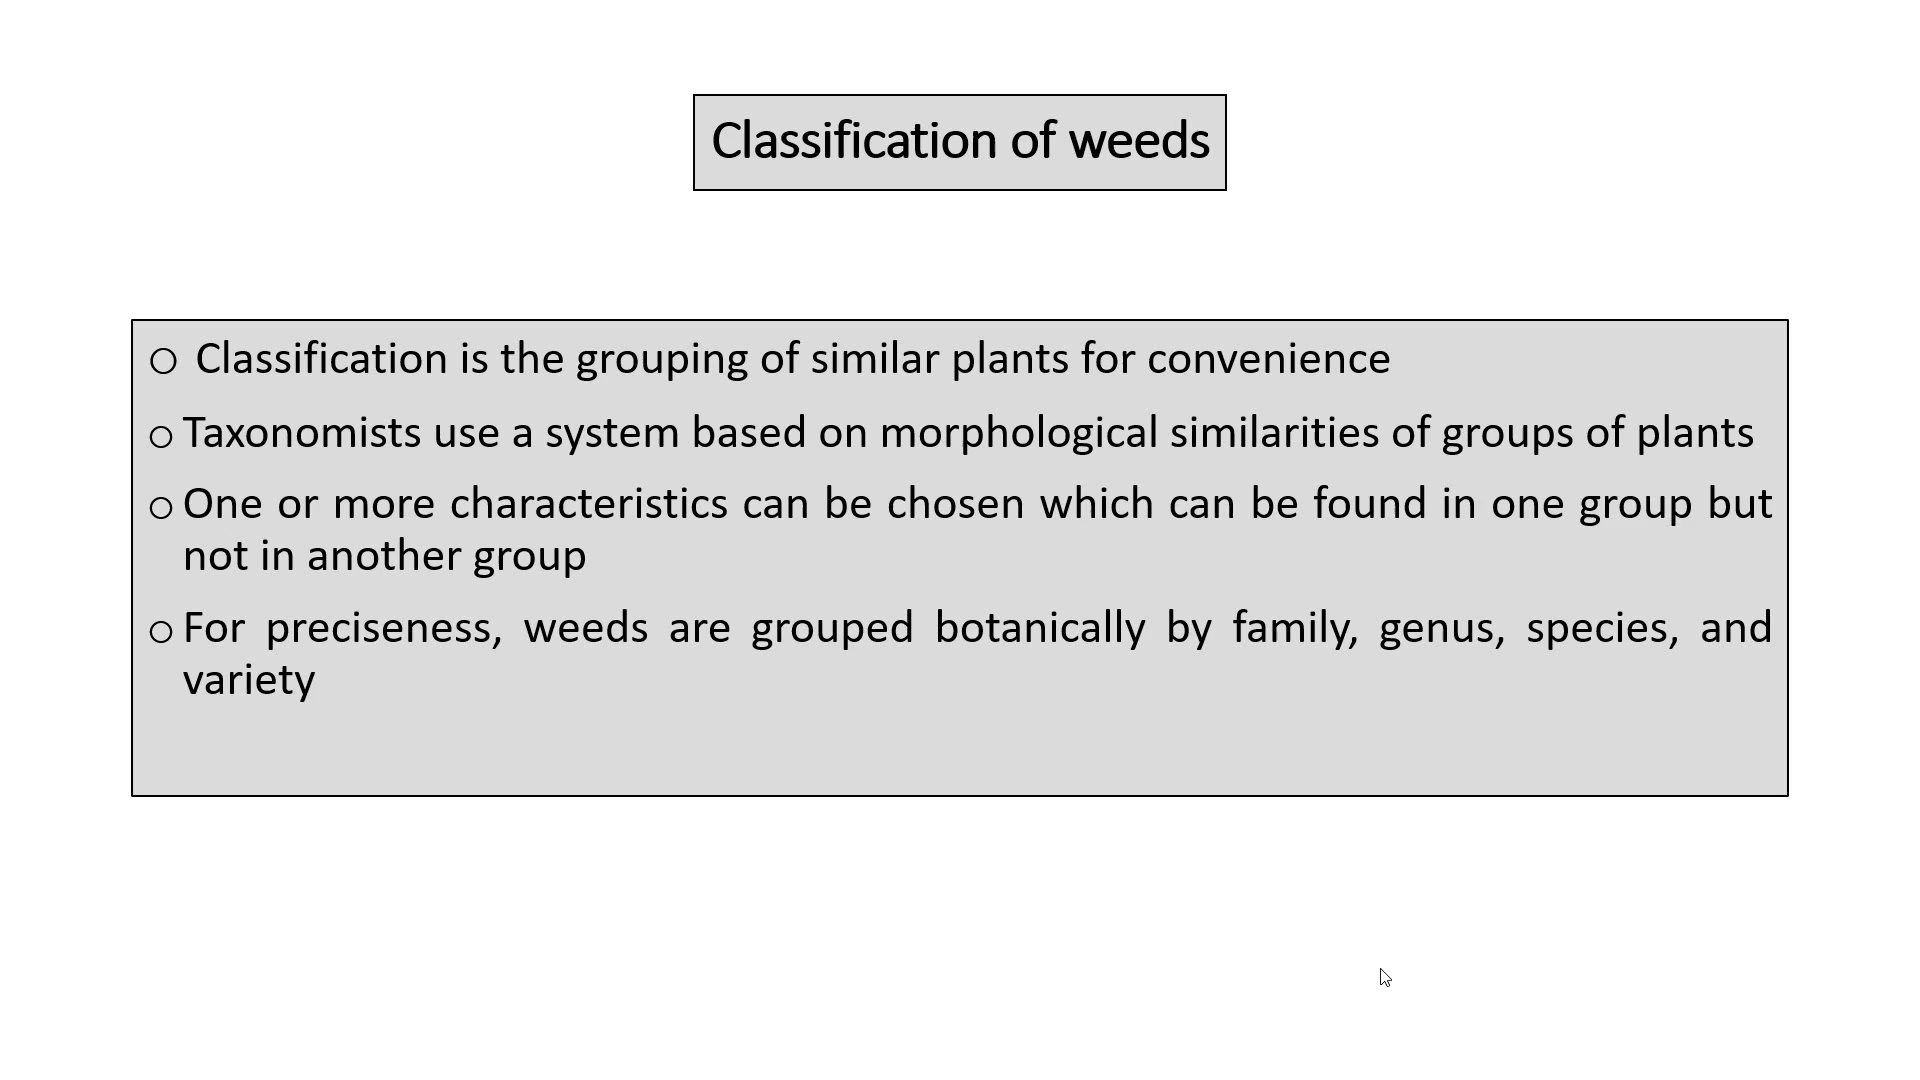 Classification of weeds
○ Classification is the grouping of similar plants for convenience
○ Taxonomists use a system based on morphological similarities of groups of plants
○ One or more characteristics can be chosen which can be found in one group but
not in another group
○ For preciseness, weeds are grouped botanically by family, genus, species, and
variety